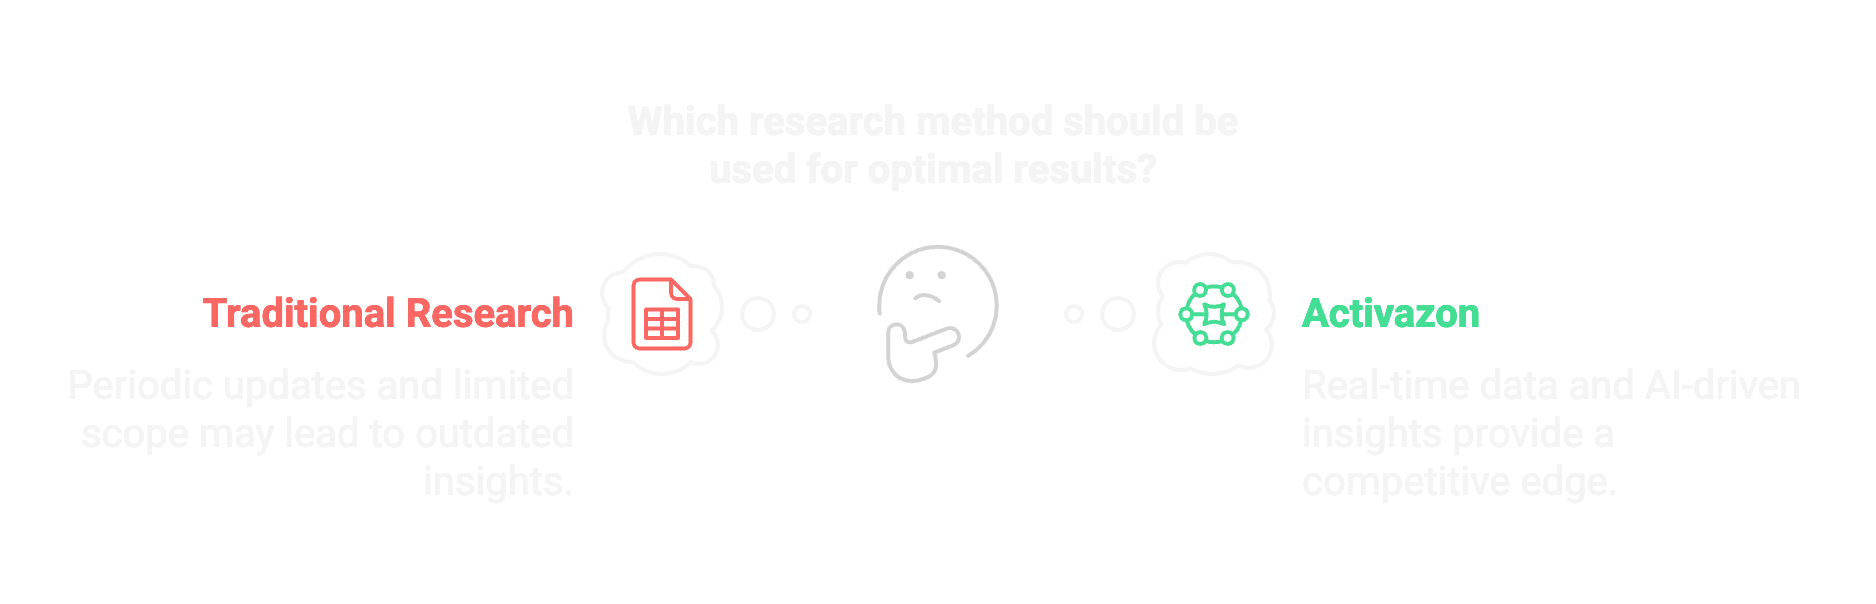 Which research method should be
used for optimal results?
Traditional Research
Periodic updates and limited
scope may lead to outdated
insights.
Activazon
Real-time data and AI-driven
insights provide a
competitive edge.